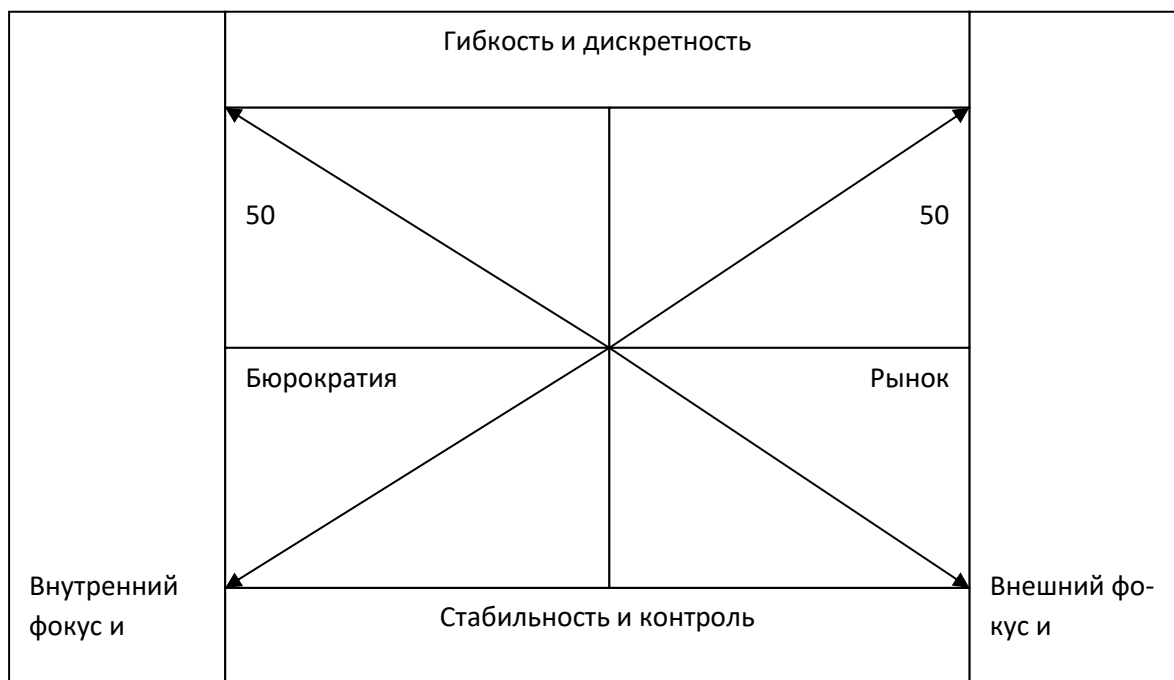 Гибкость и дискретность
50
50
Бюрократия
Рынок
Внутренний
фокус и
Стабильность и контроль
Внешний фо-
кус и